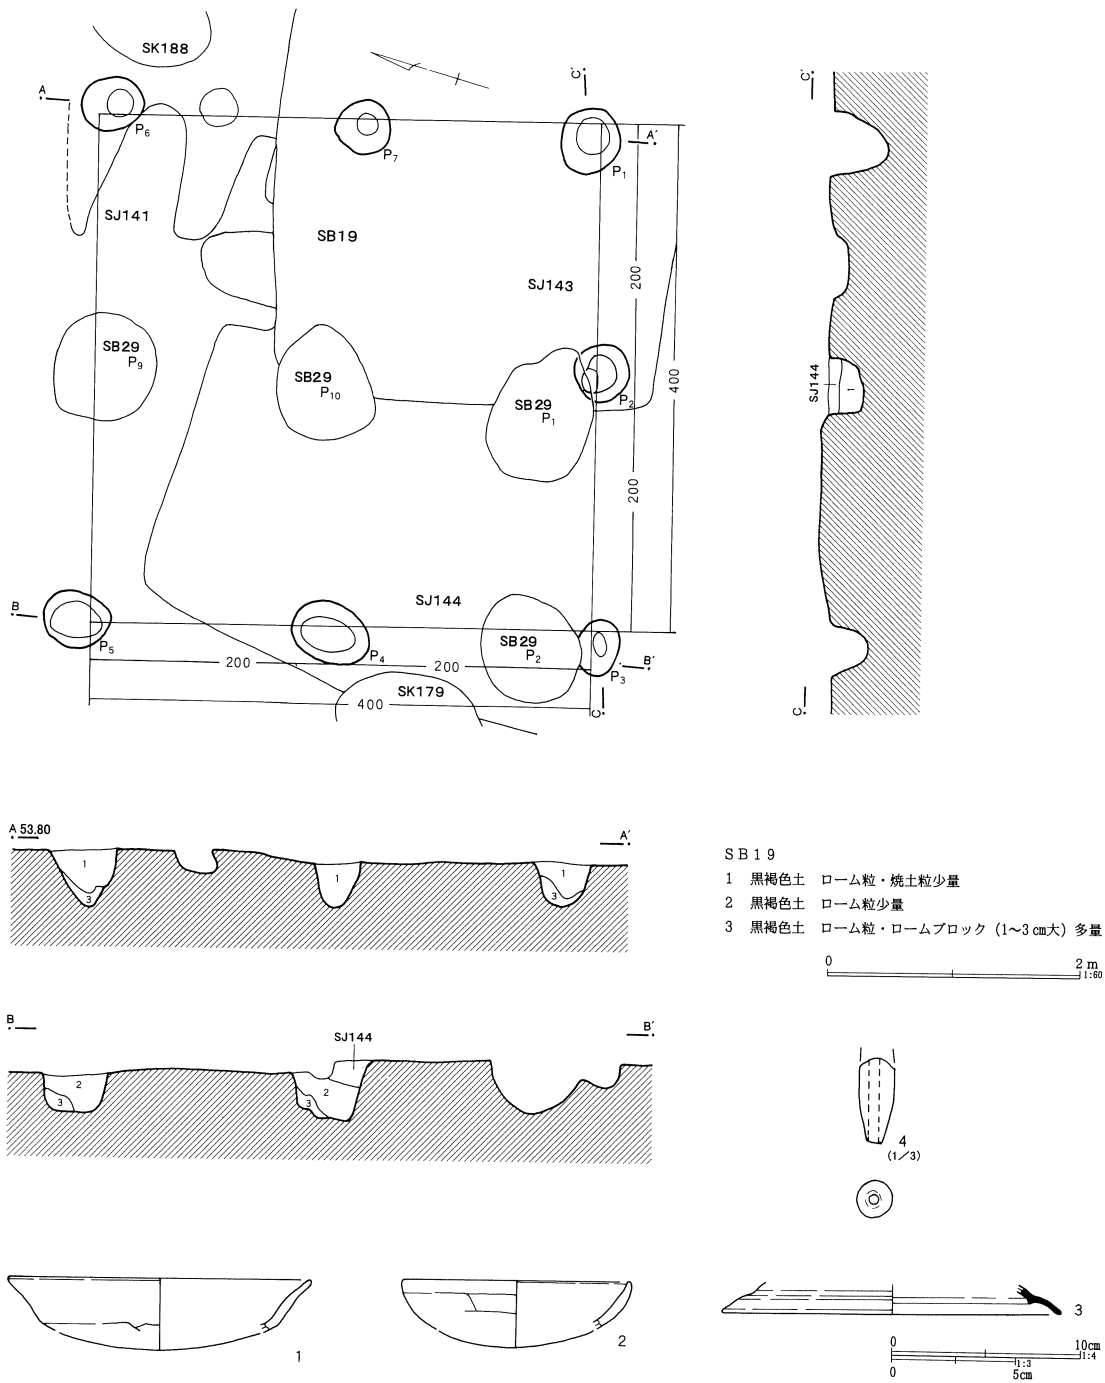 SK188
A
P6
P7
C′
A′
P1
C′
SJ141
SB19
SJ143
200
SB29
P9
SB29
P10
SB29
P1
P2
400
SJ144
1
200
B
SJ144
SB29
P2
P5
P4
P3
B′
200
200
SK179
400
C
C
A 53.80
A′
1
3
1
1
3
SB19
1 黒褐色土 ローム粒・焼土粒少量
2 黒褐色土 ローム粒少量
3 黒褐色土 ローム粒・ロームブロック（1～3㎝大）多量
0 2m
1:60
B
B′
SJ144
2
3
2
3
4
(1/3)
1
2
3
0 10cm
1:4
1:3
0 5cm